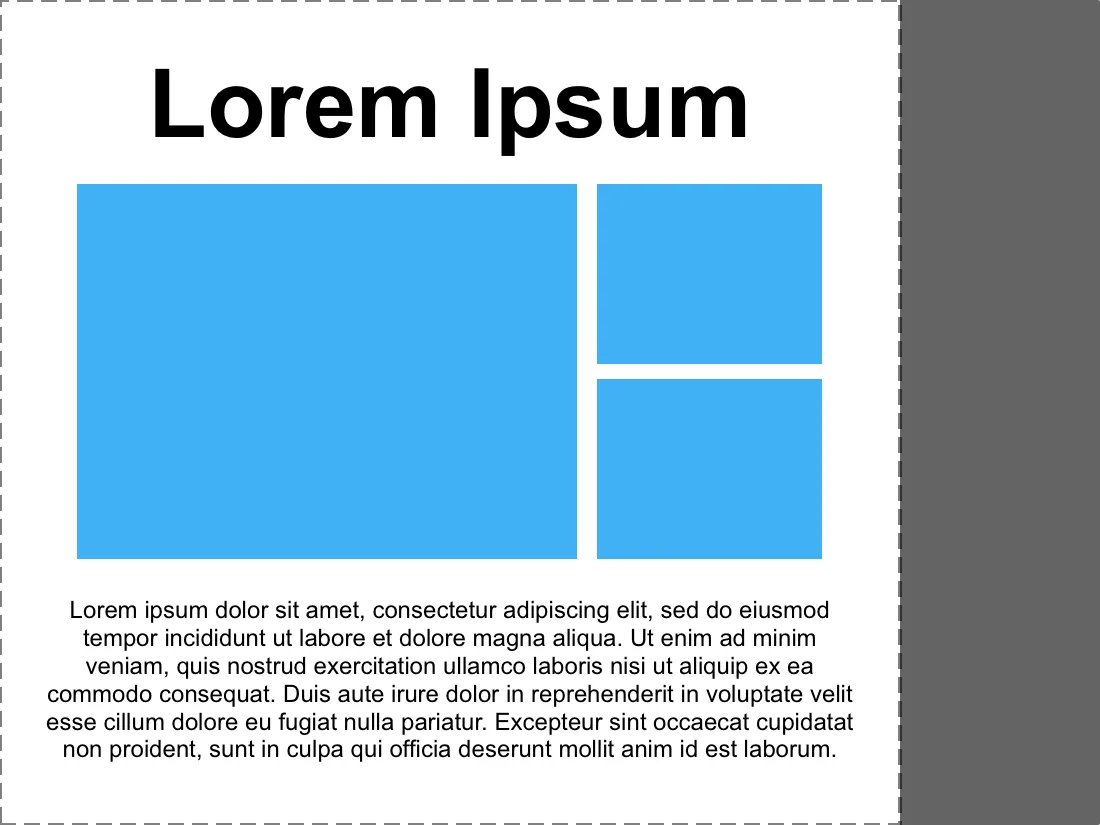 Lorem Ipsum
Lorem ipsum dolor sit amet, consectetur adipiscing elit, sed do eiusmod
tempor incididunt ut labore et dolore magna aliqua. Ut enim ad minim
veniam, quis nostrud exercitation ullamco laboris nisi ut aliquip ex ea
commodo consequat. Duis aute irure dolor in reprehenderit in voluptate velit
esse cillum dolore eu fugiat nulla pariatur. Excepteur sint occaecat cupidatat
non proident, sunt in culpa qui officia deserunt mollit anim id est laborum.